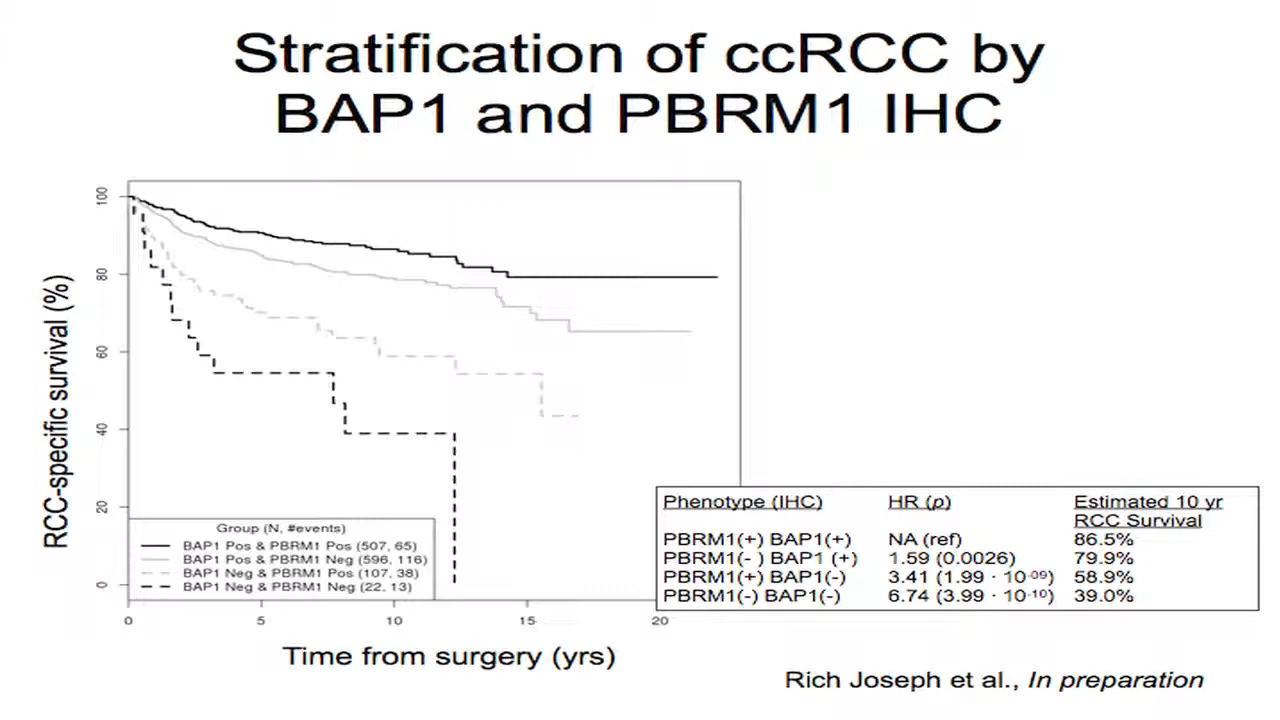 Stratification of ccRCC by
BAP1 and PBRM1 IHC
RCC-specific survival (%)
100
80
60
40
20
0
Group (N, #events)
BAP1 Pos & PBRM1 Pos (507, 65)
BAP1 Pos & PBRM1 Neg (596, 116)
BAP1 Neg & PBRM1 Pos (107, 38)
BAP1 Neg & PBRM1 Neg (22, 13)
0 5 10 15 20
Time from surgery (yrs)
Phenotype (IHC) HR (p) Estimated 10 yr
RCC Survival
PBRM1(+) BAP1(+) NA (ref) 86.5%
PBRM1(- ) BAP1 (+) 1.59 (0.0026) 79.9%
PBRM1(+) BAP1(-) 3.41 (1.99 · 10-09) 58.9%
PBRM1(-) BAP1(-) 6.74 (3.99 · 10-10) 39.0%
Rich Joseph et al., In preparation